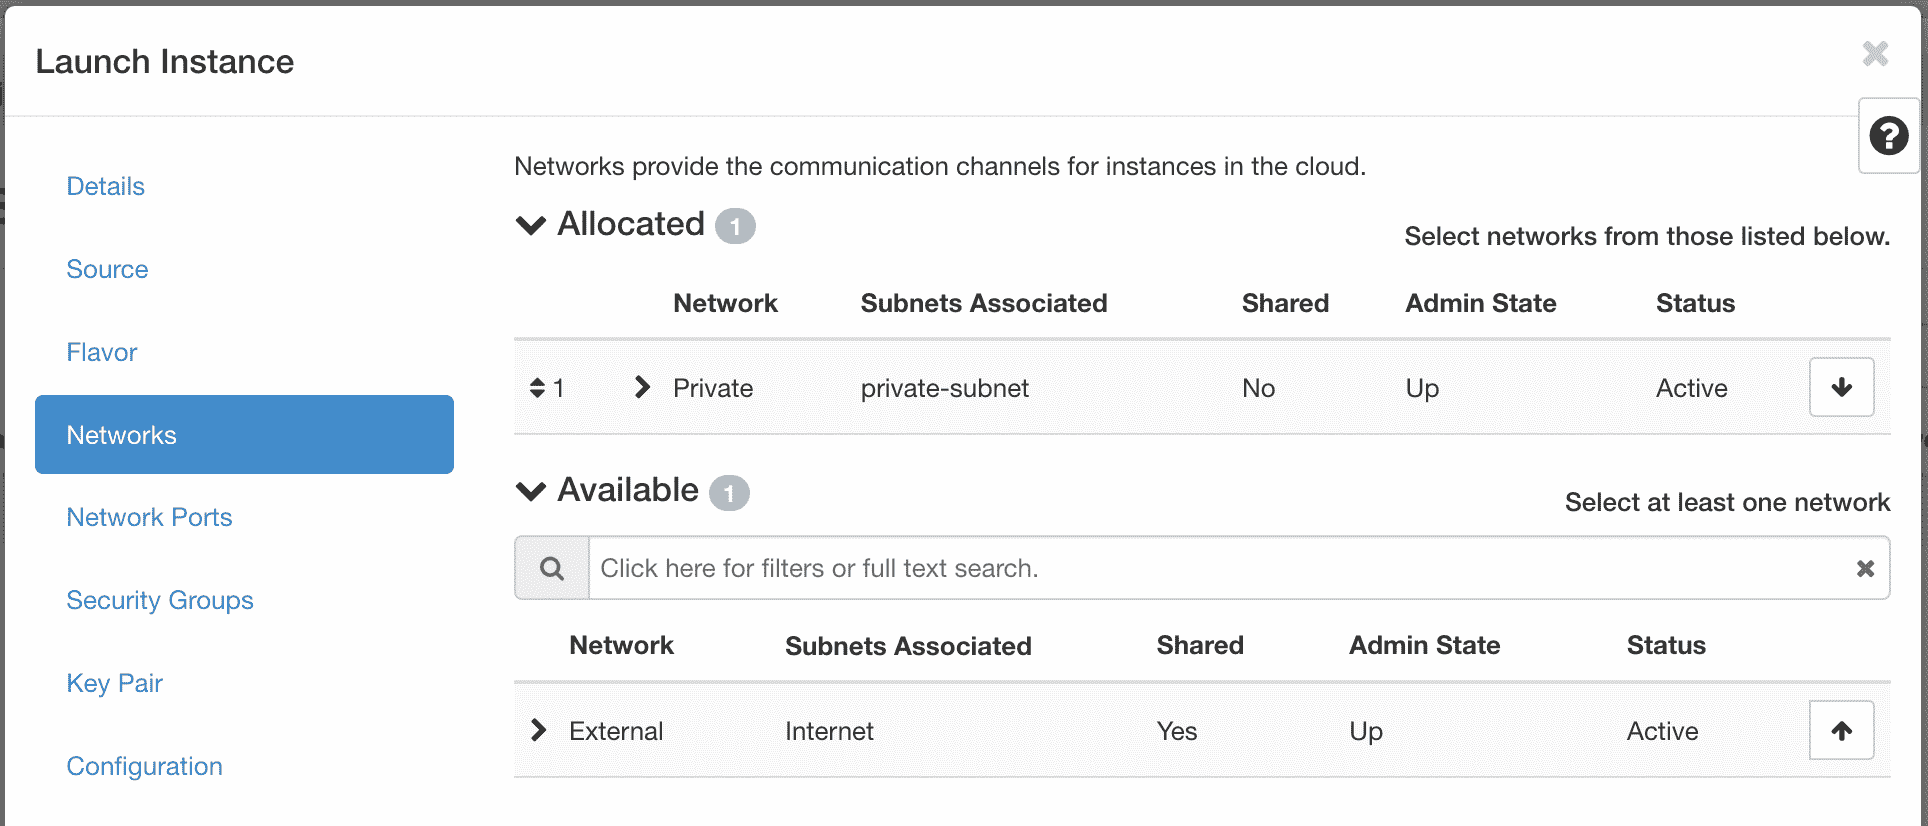 Launch Instance
Details
Source
Flavor
Networks
Network Ports
Security Groups
Key Pair
Configuration
Networks provide the communication channels for instances in the cloud.
Allocated 1
Select networks from those listed below.
Network Subnets Associated Shared Admin State Status
1 Private private-subnet No Up Active
Available 1
Select at least one network
Click here for filters or full text search.
Network Subnets Associated Shared Admin State Status
External Internet Yes Up Active